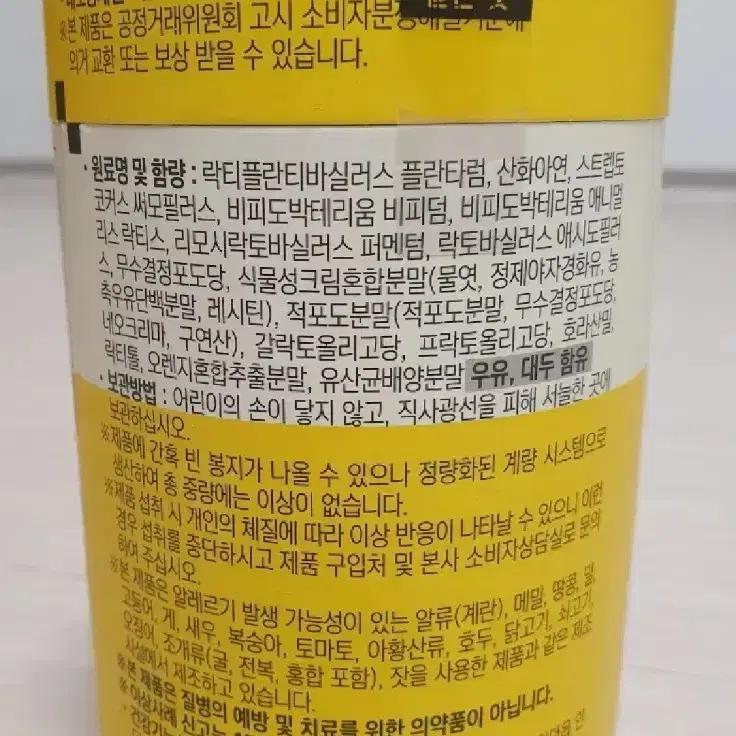 ※본 제품은 공정거래위원회 고시 소비자분쟁해결기준에
의거 교환 또는 보상 받을 수 있습니다.
· 원료명 및 함량 : 락티플란티바실러스 플란타럼, 산화아연, 스트렙토
코커스 써모필러스, 비피도박테리움 비피덤, 비피도박테리움 애니멀
리스 락티스, 리모시락토바실러스 퍼멘텀, 락토바실러스 애시도필러
스, 무수결정포도당, 식물성크림혼합분말(물엿, 정제야자경화유, 농
축우유단백분말, 레시틴), 적포도분말(적포도분말, 무수결정포도당,
네오크리마, 구연산), 갈락토올리고당, 프락토올리고당, 호라산밀,
락티톨, 오렌지혼합추출분말, 유산균배양분말 우유, 대두 함유
· 보관방법 : 어린이의 손이 닿지 않고, 직사광선을 피해 서늘한 곳에
보관하십시오.
※제품에 간혹 빈 봉지가 나올 수 있으나 정량화된 계량 시스템으로
생산하여 총 중량에는 이상이 없습니다.
※제품 섭취 시 개인의 체질에 따라 이상 반응이 나타날 수 있으니 이런
경우 섭취를 중단하시고 제품 구입처 및 본사 소비자상담실로 문의
하여 주십시오.
※본 제품은 알레르기 발생 가능성이 있는 알류(계란), 메밀, 땅콩, 밀,
고등어, 게, 새우, 복숭아, 토마토, 아황산류, 호두, 닭고기, 쇠고기,
오징어, 조개류(굴, 전복, 홍합 포함), 잣을 사용한 제품과 같은 제조
시설에서 제조하고 있습니다.
※본 제품은 질병의 예방 및 치료를 위한 의약품이 아닙니다.
※이상사례 신고는